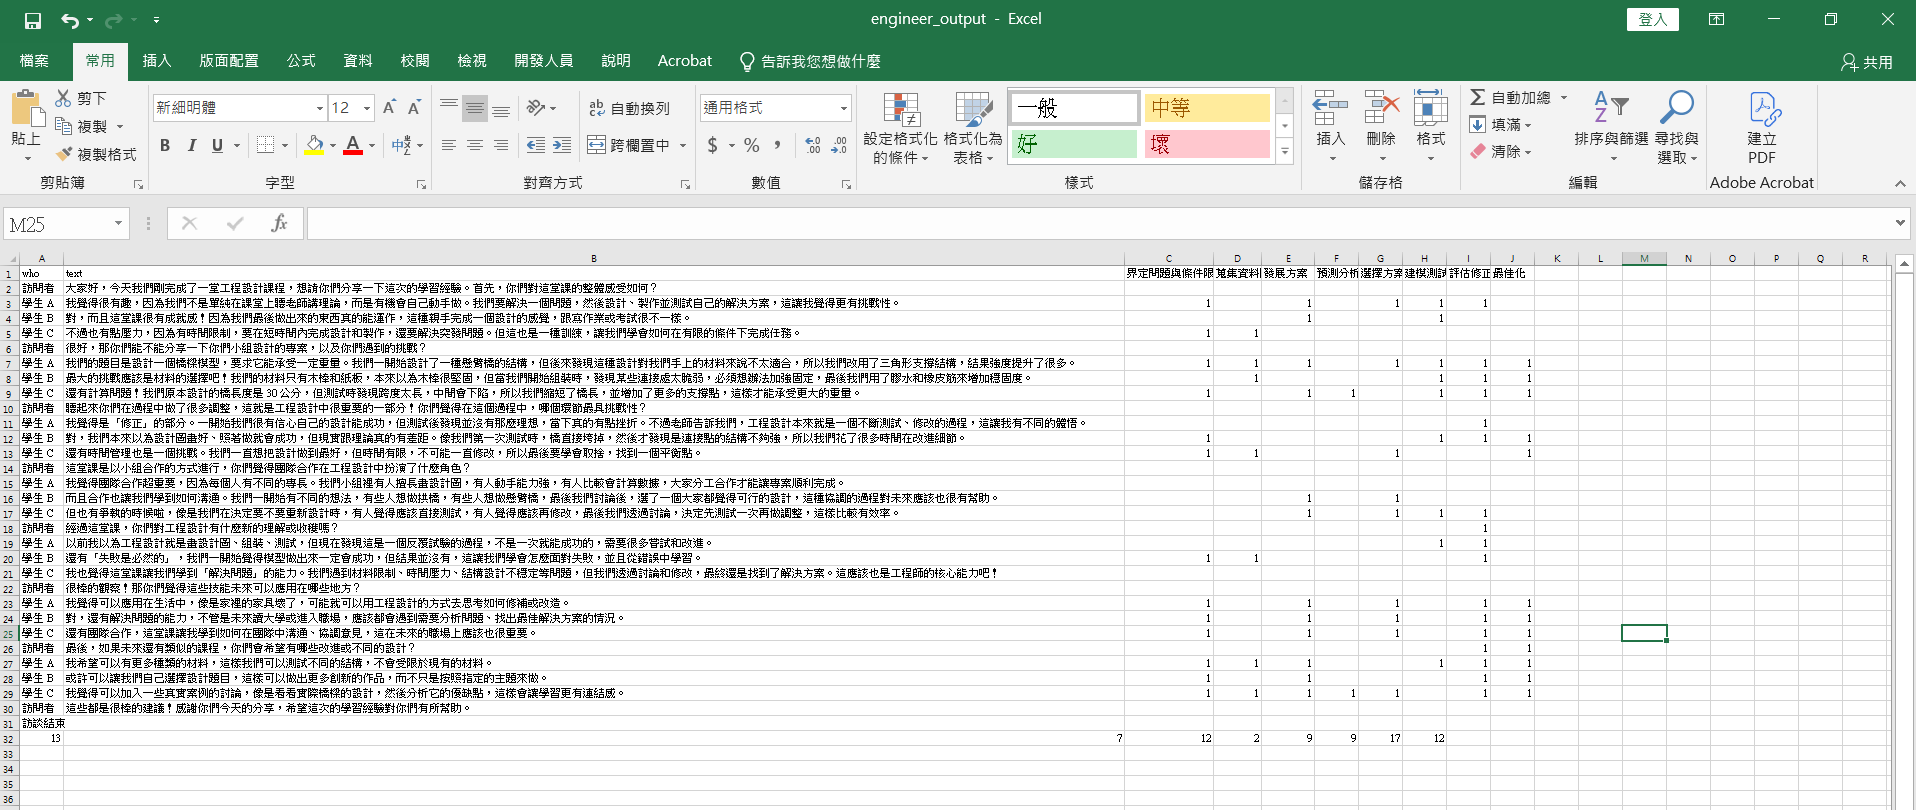 engineer_output - Excel
登入
檔案 常用 插入 版面配置 公式 資料 校閱 檢視 開發人員 說明 Acrobat 告訴我您想做什麼 共用
貼上 剪下 複製 複製格式 剪貼簿
新細明體 12 B I U A 中 字型
ab 自動換列 跨欄置中 對齊方式
通用格式 $ % , .00 .00 數值
設定格式化的條件 格式化為表格 一般 中等 好 壞 樣式
插入 刪除 格式 儲存格
自動加總 填滿 清除 排序與篩選 尋找與選取 編輯
建立 PDF Adobe Acrobat
M25 fx
A B C D E F G H I J K L M N O P Q R
1 who text 界定問題與條件限 蒐集資料 發展方案 預測分析 選擇方案 建模測試 評估修正 最佳化
2 訪問者 大家好，今天我們剛完成了一堂工程設計課程，想請你們分享一下這次的學習經驗。首先，你們對這堂課的整體感受如何？
3 學生 A 我覺得很有趣，因為我們不是單純在課堂上聽老師講理論，而是有機會自己動手做。我們要解決一個問題，然後設計、製作並測試自己的解決方案，這讓我覺得更有挑戰性。 1 1 1 1 1
4 學生 B 對，而且這堂課很有成就感！因為我們最後做出來的東西真的能運作，這種親手完成一個設計的感覺，跟寫作業或考試很不一樣。 1 1
5 學生 C 不過也有點壓力，因為有時間限制，要在短時間內完成設計和製作，還要解決突發問題。但這也是一種訓練，讓我們學會如何在有限的條件下完成任務。 1 1
6 訪問者 很好，那你們能不能分享一下你們小組設計的專案，以及你們遇到的挑戰？
7 學生 A 我們的題目是設計一個橋樑模型，要求它能承受一定重量。我們一開始設計了一種懸臂橋的結構，但後來發現這種設計對我們手上的材料來說不太適合，所以我們改用了三角形支撐結構，結果強度提升了很多。 1 1 1 1 1 1 1
8 學生 B 最大的挑戰應該是材料的選擇吧！我們的材料只有木棒和紙板，本來以為木棒很堅固，但當我們開始組裝時，發現某些連接處太脆弱，必須想辦法加強固定，最後我們用了膠水和橡皮筋來增加穩固度。 1 1 1 1
9 學生 C 還有計算問題！我們原本設計的橋長度是 30 公分，但測試時發現跨度太長，中間會下陷，所以我們縮短了橋長，並增加了更多的支撐點，這樣才能承受更大的重量。 1 1 1 1 1 1
10 訪問者 聽起來你們在過程中做了很多調整，這就是工程設計中很重要的一部分！你們覺得在這個過程中，哪個環節最具挑戰性？
11 學生 A 我覺得是「修正」的部分。一開始我們很有信心自己的設計能成功，但測試後發現並沒有那麼理想，當下真的有點挫折。不過老師告訴我們，工程設計本來就是一個不斷測試、修改的過程，這讓我有不同的體悟。 1
12 學生 B 對，我們本來以為設計圖畫好、照著做就會成功，但現實跟理論真的有差距。像我們第一次測試時，橋直接垮掉，然後才發現是連接點的結構不夠強，所以我們花了很多時間在改進細節。 1 1 1 1
13 學生 C 還有時間管理也是一個挑戰。我們一直想把設計做到最好，但時間有限，不可能一直修改，所以最後要學會取捨，找到一個平衡點。 1 1 1 1
14 訪問者 這堂課是以小組合作的方式進行，你們覺得團隊合作在工程設計中扮演了什麼角色？
15 學生 A 我覺得團隊合作超重要，因為每個人有不同的專長。我們小組裡有人擅長畫設計圖，有人動手能力強，有人比較會計算數據，大家分工合作才能讓專案順利完成。
16 學生 B 而且合作也讓我們學到如何溝通。我們一開始有不同的想法，有些人想做拱橋，有些人想做懸臂橋，最後我們討論後，選了一個大家都覺得可行的設計，這種協調的過程對未來應該也很有幫助。 1 1
17 學生 C 但也有爭執的時候啦，像是我們在決定要不要重新設計時，有人覺得應該直接測試，有人覺得應該再修改，最後我們透過討論，決定先測試一次再做調整，這樣比較有效率。 1 1 1 1
18 訪問者 經過這堂課，你們對工程設計有什麼新的理解或收穫嗎？ 1
19 學生 A 以前我以為工程設計就是畫設計圖、組裝、測試，但現在發現這是一個反覆試驗的過程，不是一次就能成功的，需要很多嘗試和改進。 1 1
20 學生 B 還有「失敗是必然的」，我們一開始覺得模型做出來一定會成功，但結果並沒有，這讓我們學會怎麼面對失敗，並且從錯誤中學習。 1 1 1
21 學生 C 我也覺得這堂課讓我們學到「解決問題」的能力。我們遇到材料限制、時間壓力、結構設計不穩定等問題，但我們透過討論和修改，最終還是找到了解決方案。這應該也是工程師的核心能力吧！
22 訪問者 很棒的觀察！那你們覺得這些技能未來可以應用在哪些地方？
23 學生 A 我覺得可以應用在生活中，像是家裡的家具壞了，可能就可以用工程設計的方式去思考如何修補或改造。 1 1 1 1 1
24 學生 B 對，還有解決問題的能力，不管是未來讀大學或進入職場，應該都會遇到需要分析問題、找出最佳解決方案的情況。 1 1 1 1 1
25 學生 C 還有團隊合作，這堂課讓我學到如何在團隊中溝通、協調意見，這在未來的職場上應該也很重要。 1 1 1 1 1
26 訪問者 最後，如果未來還有類似的課程，你們會希望有哪些改進或不同的設計？ 1 1
27 學生 A 我希望可以有更多種類的材料，這樣我們可以測試不同的結構，不會受限於現有的材料。 1 1 1 1 1 1
28 學生 B 或許可以讓我們自己選擇設計題目，這樣可以做出更多創新的作品，而不只是按照指定的主題來做。 1 1 1 1
29 學生 C 我覺得可以加入一些真實案例的討論，像是看看實際橋樑的設計，然後分析它的優缺點，這樣會讓學習更有連結感。 1 1 1 1 1 1 1
30 訪問者 這些都是很棒的建議！感謝你們今天的分享，希望這次的學習經驗對你們有所幫助。
31 訪談結束
32 13 7 12 2 9 9 17 12
33
34
35
36